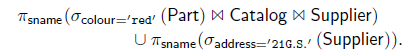 π_sname(σ_colour='red' (Part) ⋈ Catalog ⋈ Supplier)
∪ π_sname(σ_address='21G.S.' (Supplier)).